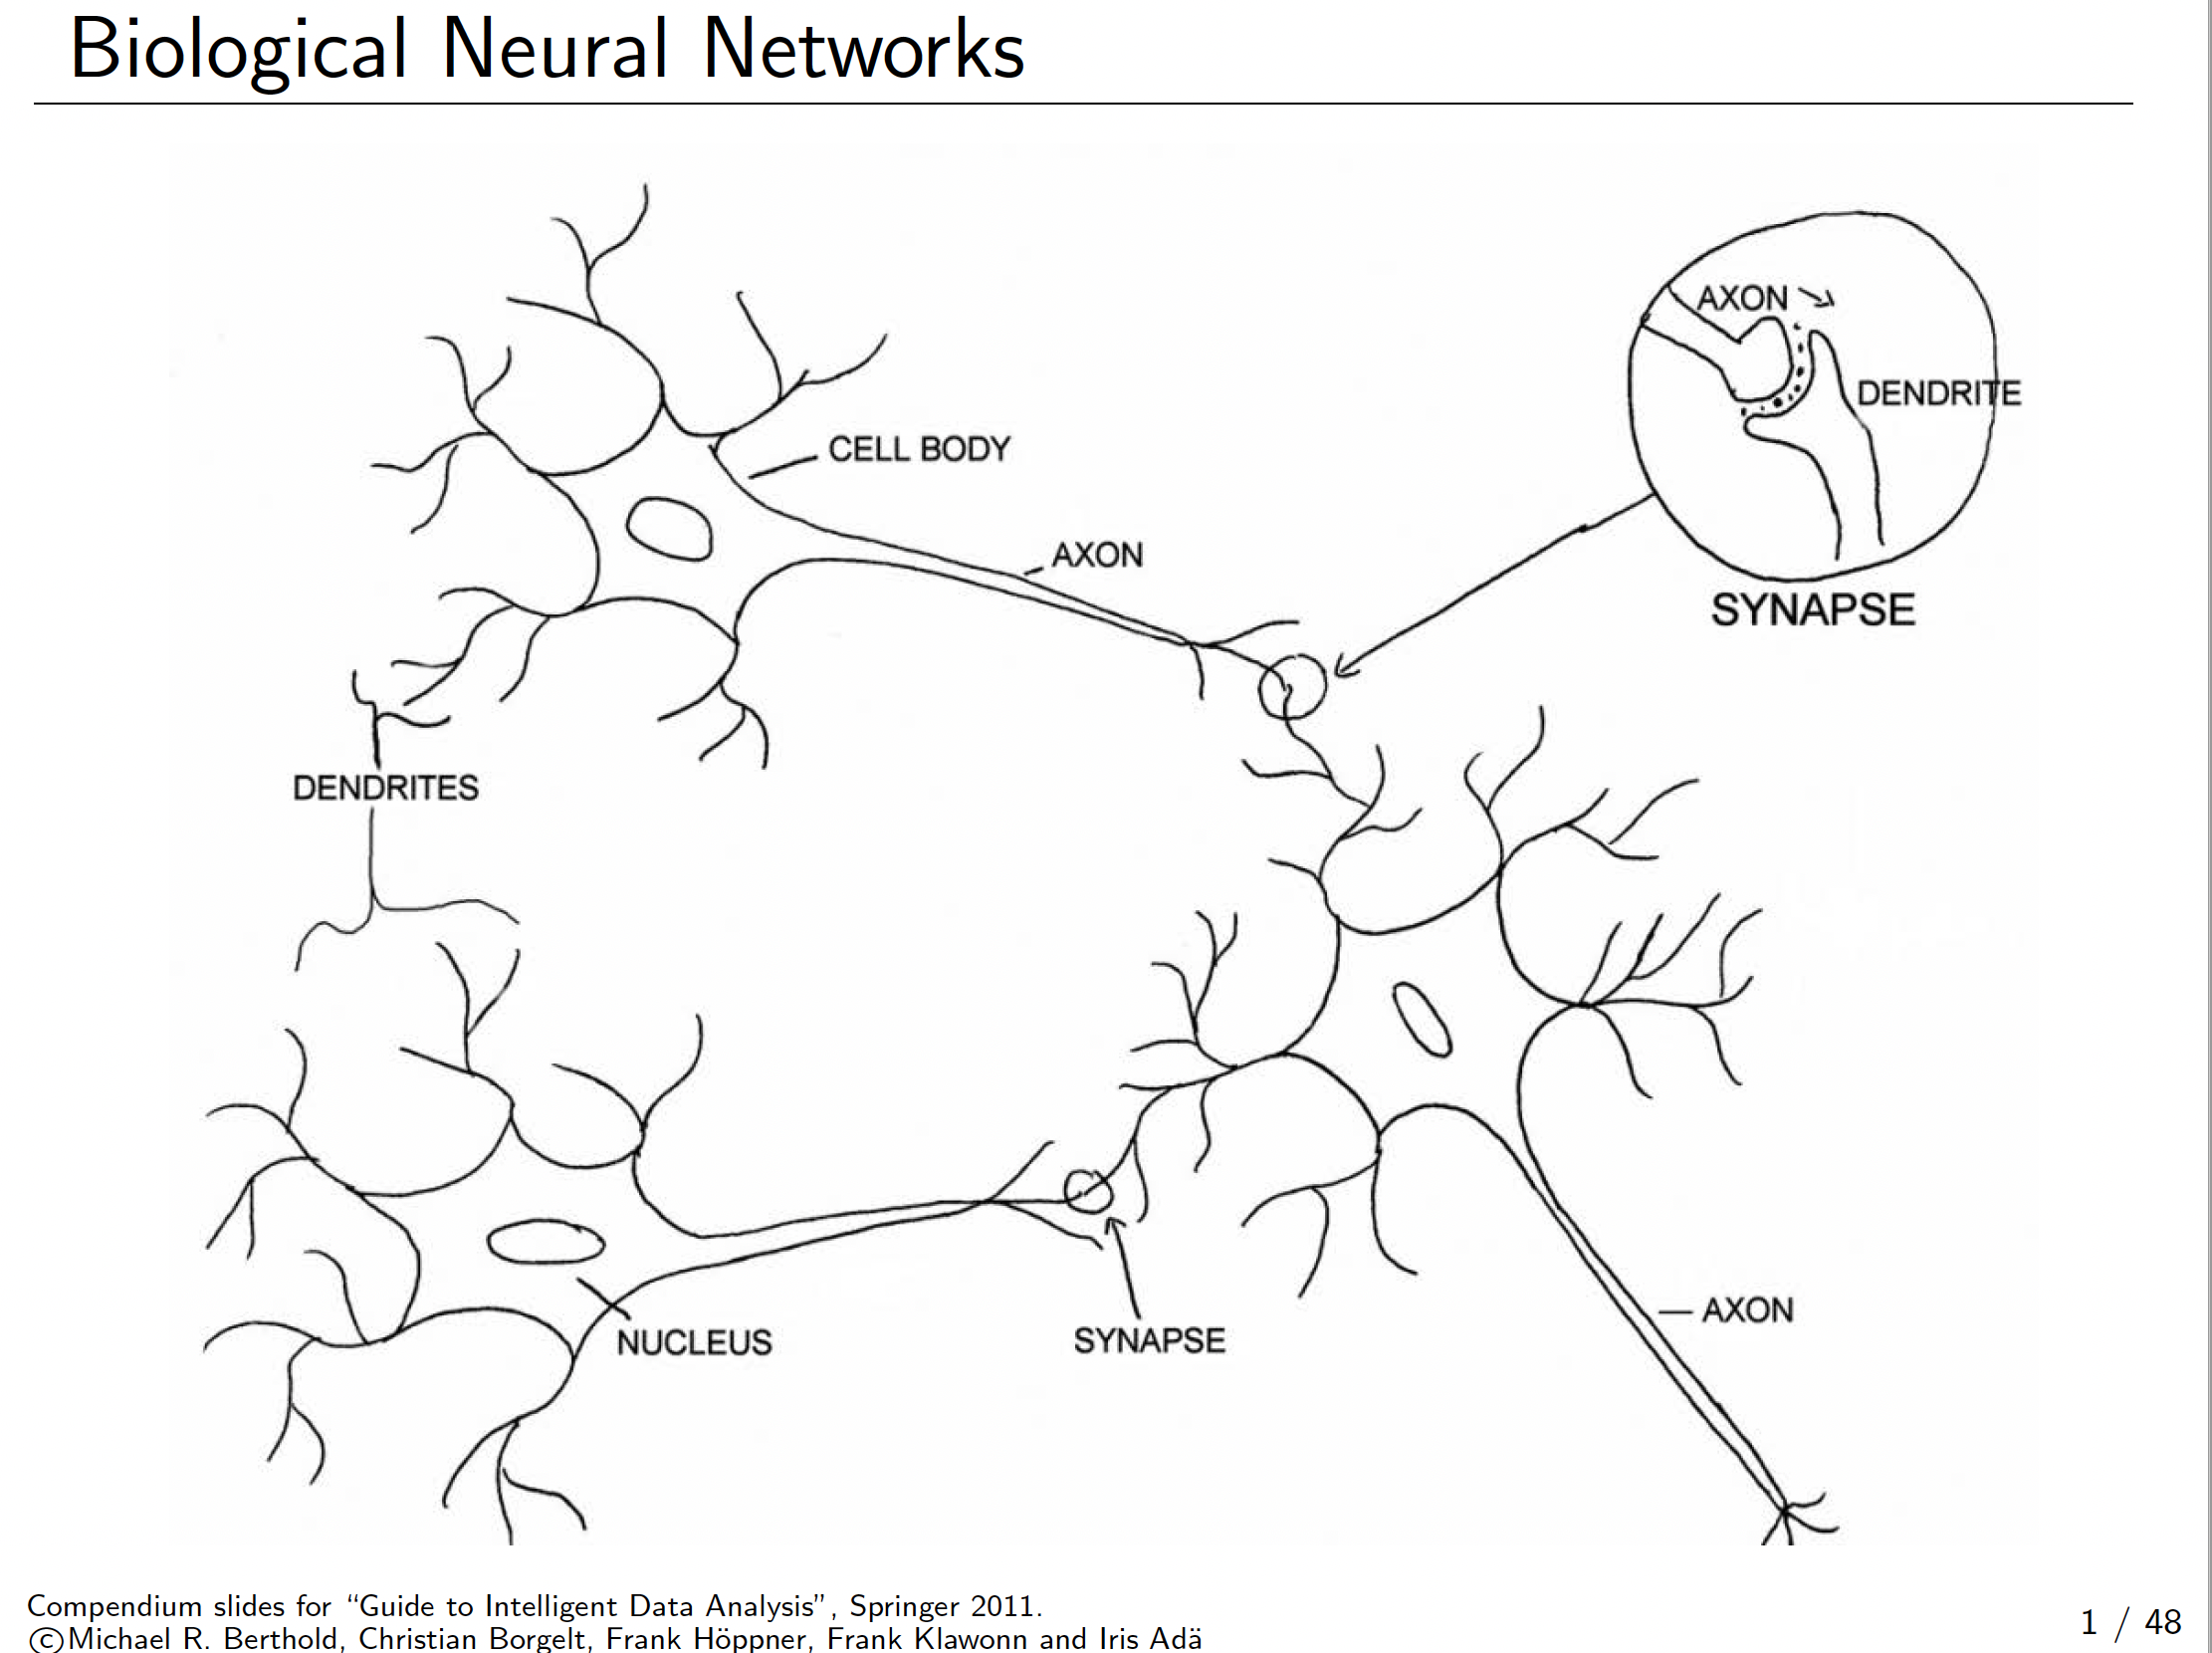 Biological Neural Networks
AXON
DENDRITE
CELL BODY
AXON
SYNAPSE
DENDRITES
NUCLEUS
SYNAPSE
AXON
Compendium slides for “Guide to Intelligent Data Analysis”, Springer 2011.
©Michael R. Berthold, Christian Borgelt, Frank Höppner, Frank Klawonn and Iris Adä
1 / 48